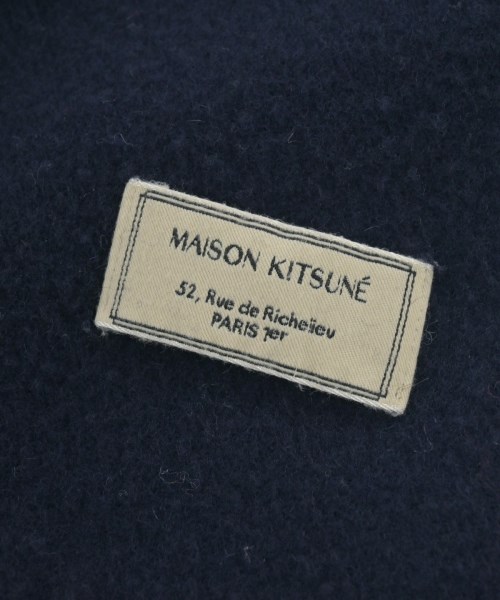 MAISON KITSUNÉ
52, Rue de Richelieu
PARIS 1er